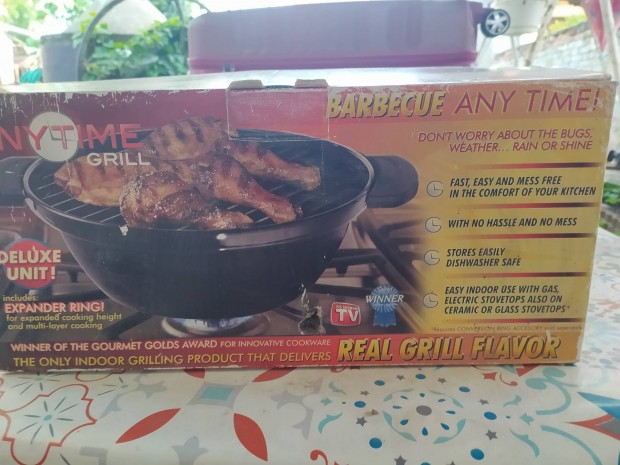 NYTIME
GRILL
BARBECUE ANY TIME!
DON'T WORRY ABOUT THE BUGS,
WEATHER... RAIN OR SHINE
FAST, EASY AND MESS FREE
IN THE COMFORT OF YOUR KITCHEN
WITH NO HASSLE AND NO MESS
STORES EASILY
DISHWASHER SAFE
EASY INDOOR USE WITH GAS,
ELECTRIC STOVETOPS ALSO ON
CERAMIC OR GLASS STOVETOPS*
DELUXE
UNIT!
includes:
EXPANDER RING!
for expanded cooking height
and multi-layer cooking
TV
WINNER
WINNER OF THE GOURMET GOLDS AWARD FOR INNOVATIVE COOKWARE
THE ONLY INDOOR GRILLING PRODUCT THAT DELIVERS REAL GRILL FLAVOR